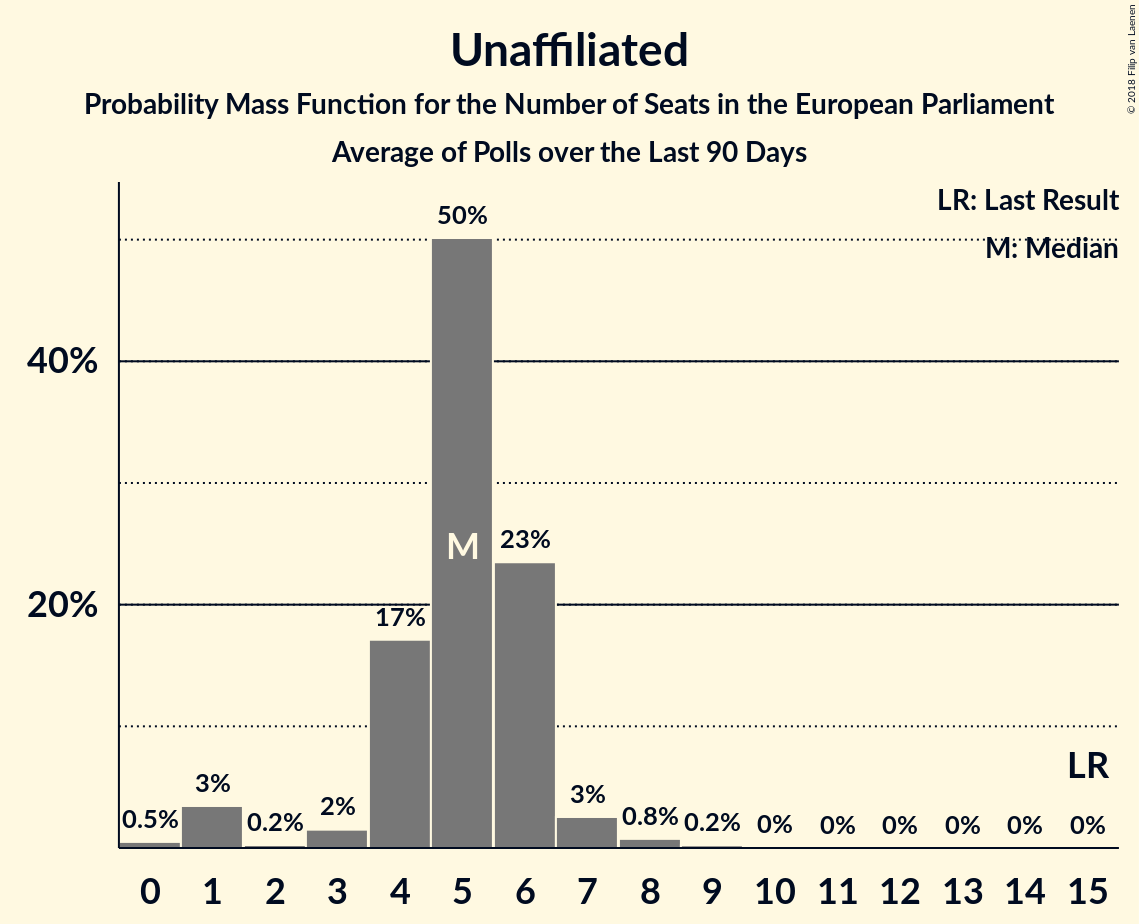 Unaffiliated
Probability Mass Function for the Number of Seats in the European Parliament
Average of Polls over the Last 90 Days
© 2018 Filip van Laenen
LR: Last Result
M: Median
50%
40%
M
23%
20%
17%
LR
3%
0.5%
0.2%
2%
3%
0.8%
0.2%
0%
0%
0%
0%
0%
0%
0 1 2 3 4 5 6 7 8 9 10 11 12 13 14 15